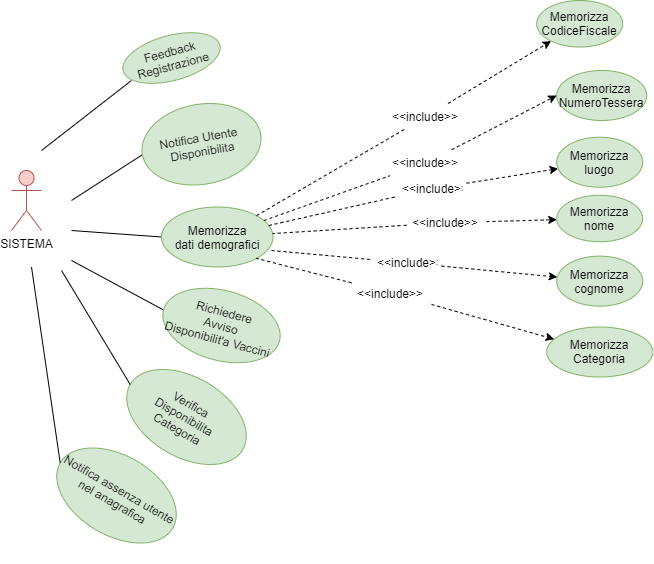 Feedback
Registrazione
Notifica Utente
Disponibilita
SISTEMA
Memorizza
dati demografici
Richiedere
Avviso
Disponibilit'a Vaccini
Verifica
Disponibilita
Categoria
Notifica assenza utente
nel anagrafica
<<include>>
<<include>>
<<include>
<<include>>
<<include>
<<include>>
Memorizza
CodiceFiscale
Memorizza
NumeroTessera
Memorizza
luogo
Memorizza
nome
Memorizza
cognome
Memorizza
Categoria